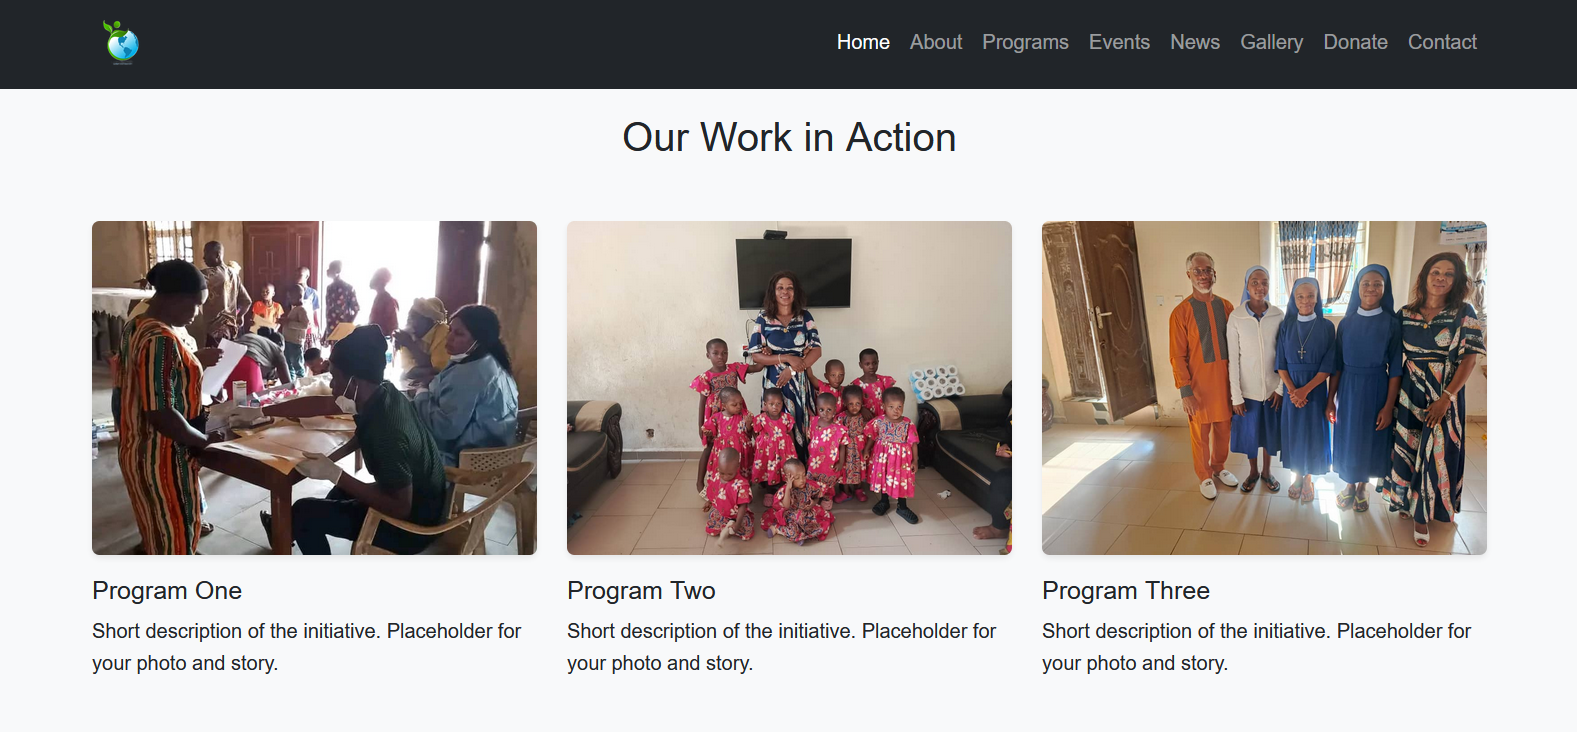 Home About Programs Events News Gallery Donate Contact
Our Work in Action
Program One
Short description of the initiative. Placeholder for
your photo and story.
Program Two
Short description of the initiative. Placeholder for
your photo and story.
Program Three
Short description of the initiative. Placeholder for
your photo and story.